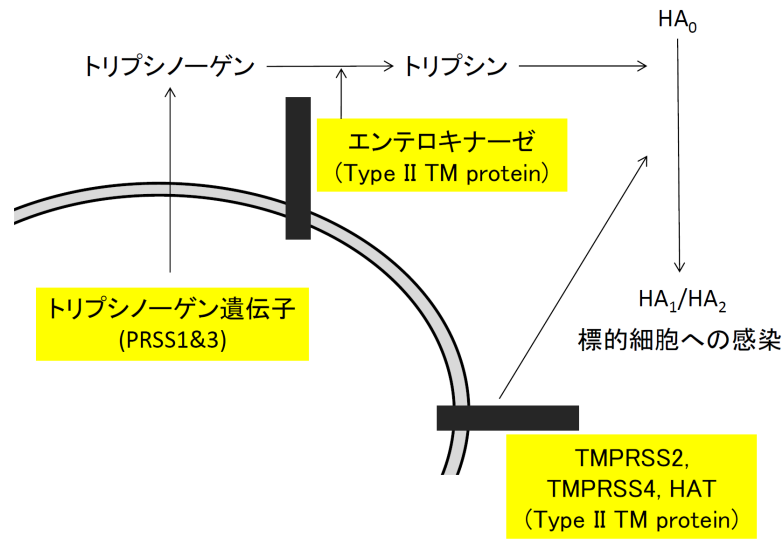 HA₀
トリプシノーゲン
トリプシン
エンテロキナーゼ
(Type II TM protein)
トリプシノーゲン遺伝子
(PRSS1&3)
HA₁/HA₂
標的細胞への感染
TMPRSS2,
TMPRSS4, HAT
(Type II TM protein)